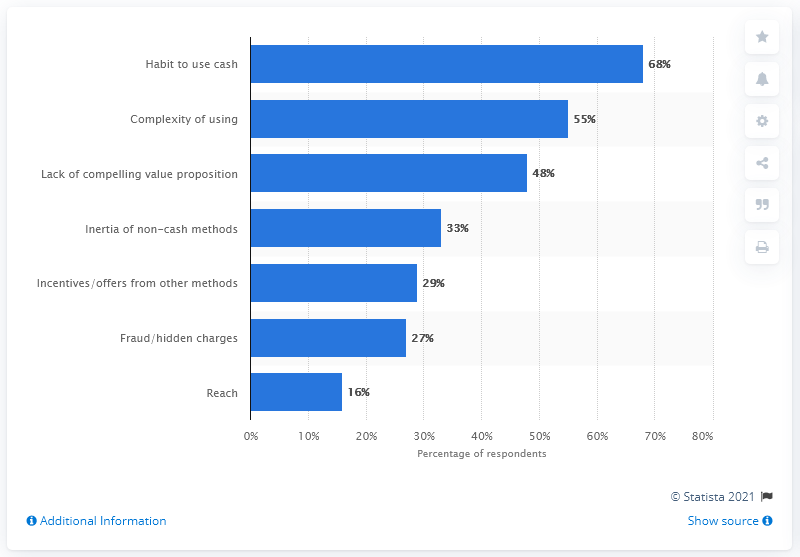 Habit to use cash 68%
Complexity of using 55%
Lack of compelling value proposition 48%
Inertia of non-cash methods 33%
Incentives/offers from other methods 29%
Fraud/hidden charges 27%
Reach 16%
0% 10% 20% 30% 40% 50% 60% 70% 80%
Percentage of respondents
© Statista 2021
Additional Information Show source